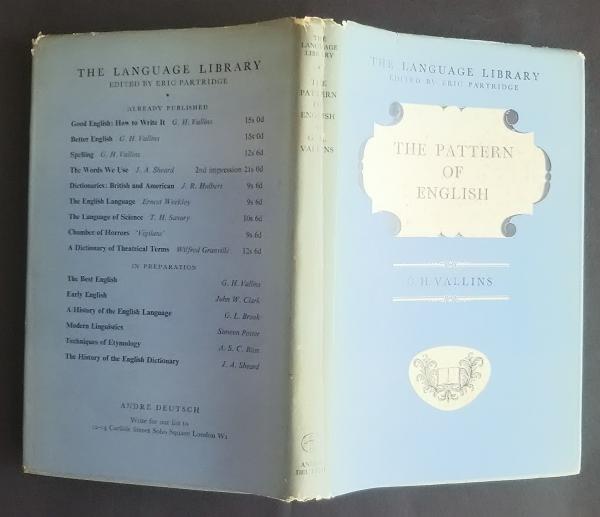 THE LANGUAGE LIBRARY
EDITED BY ERIC PARTRIDGE
ALREADY PUBLISHED
Good English: How to Write It G. H. Vallins 15s 0d
Better English G. H. Vallins 15s 0d
Spelling G. H. Vallins 12s 6d
The Words We Use J. A. Sheard 2nd impression 21s 0d
Dictionaries: British and American J. R. Hulbert 9s 6d
The English Language Ernest Weekley 9s 6d
The Language of Science T. H. Savory 10s 6d
Chamber of Horrors 'Vigilans' 9s 6d
A Dictionary of Theatrical Terms Wilfred Granville 12s 6d
IN PREPARATION
The Best English G. H. Vallins
Early English John W. Clark
A History of the English Language G. L. Brook
Modern Linguistics Simeon Potter
Techniques of Etymology A. S. C. Ross
The History of the English Dictionary J. A. Sheard
ANDRE DEUTSCH
Write for our list to
12-14 Carlisle Street Soho Square London W1
THE
LANGUAGE
LIBRARY
THE
PATTERN
OF
ENGLISH
G. H.
VALLINS
ANDRE
DEUTSCH
THE LANGUAGE LIBRARY
EDITED BY ERIC PARTRIDGE
THE PATTERN
OF
ENGLISH
G. H. VALLINS